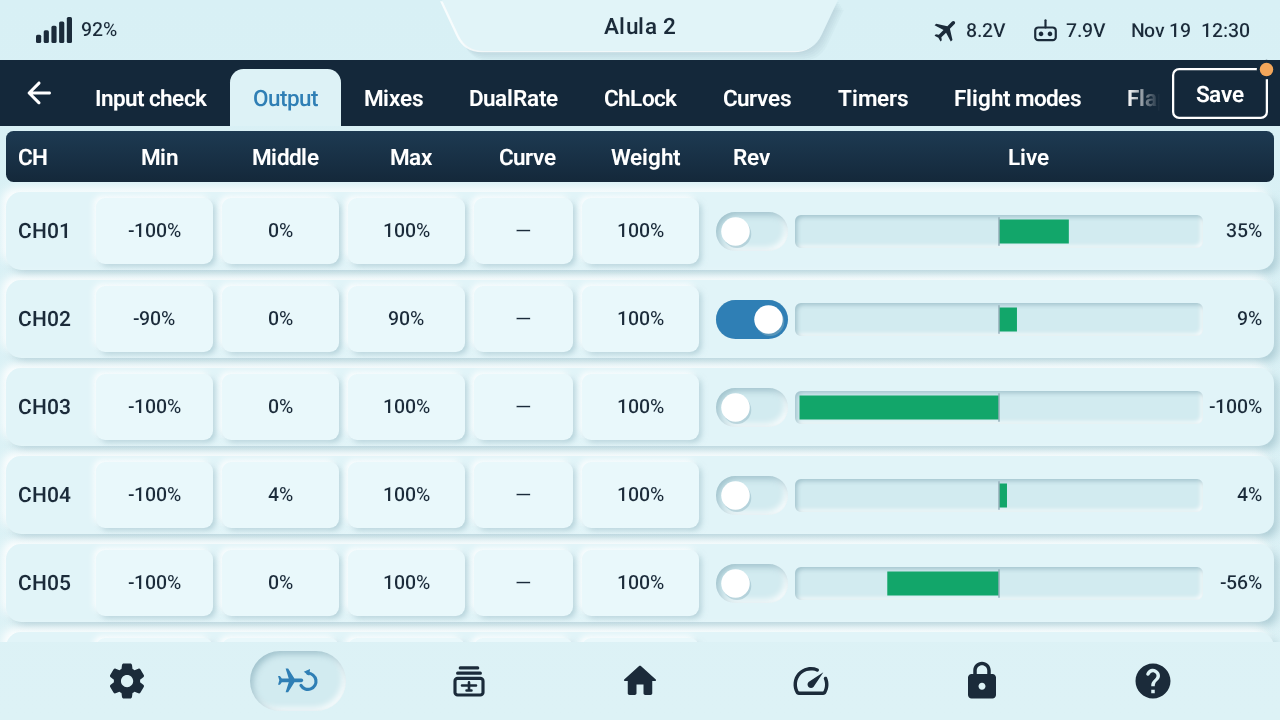 92% Alula 2 8.2V 7.9V Nov 19 12:30
Input check Output Mixes DualRate ChLock Curves Timers Flight modes Fla Save
CH Min Middle Max Curve Weight Rev Live
CH01 -100% 0% 100% — 100% 35%
CH02 -90% 0% 90% — 100% 9%
CH03 -100% 0% 100% — 100% -100%
CH04 -100% 4% 100% — 100% 4%
CH05 -100% 0% 100% — 100% -56%